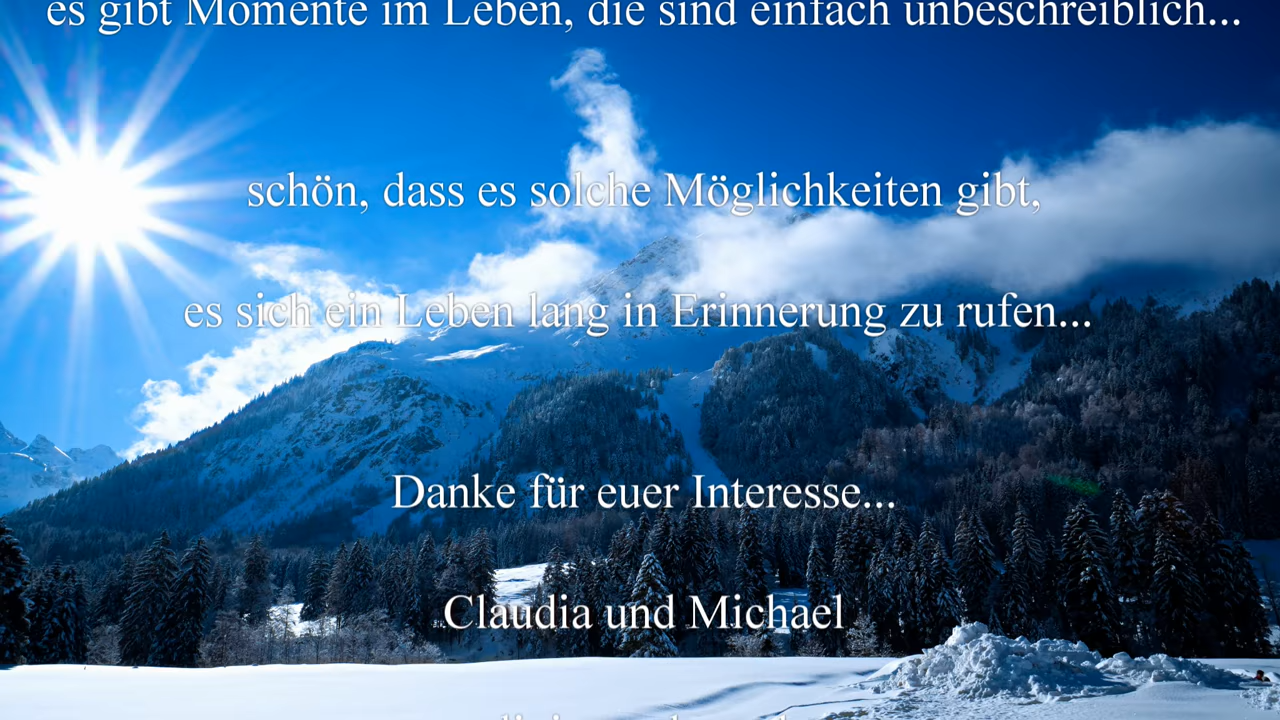 es gibt Momente im Leben, die sind einfach unbeschreiblich...
schön, dass es solche Möglichkeiten gibt,
es sich ein Leben lang in Erinnerung zu rufen...
Danke für euer Interesse...
Claudia und Michael